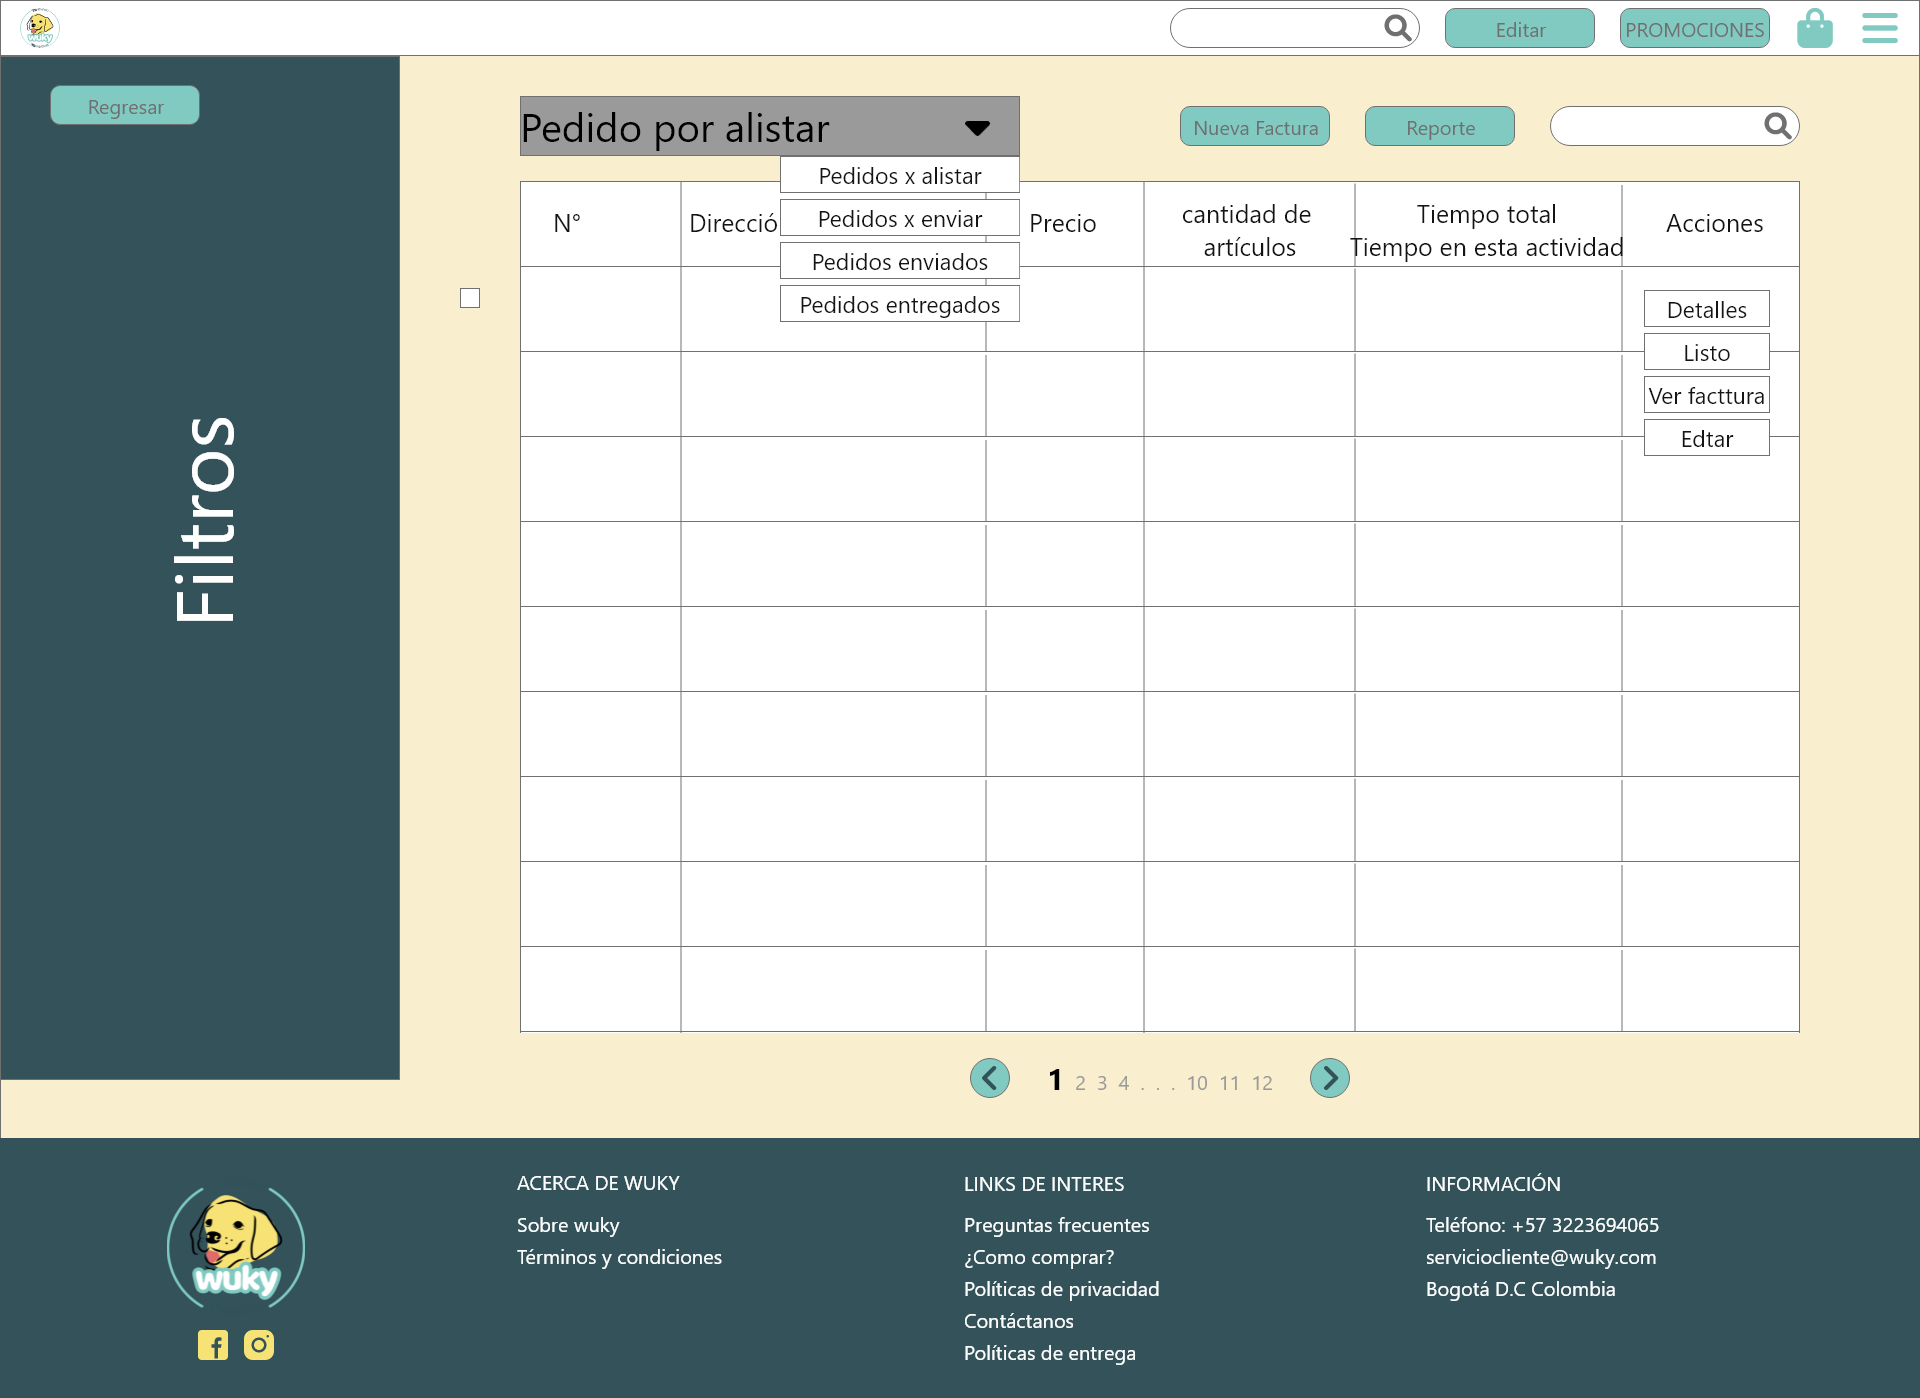 wuky
Editar
PROMOCIONES
Regresar
Filtros
Pedido por alistar
Nueva Factura
Reporte
Pedidos x alistar
Pedidos x enviar
Pedidos enviados
Pedidos entregados
N°
Direcció
Precio
cantidad de
artículos
Tiempo total
Tiempo en esta actividad
Acciones
Detalles
Listo
Ver facttura
Edtar
1 2 3 4 . . . 10 11 12
wuky
ACERCA DE WUKY
Sobre wuky
Términos y condiciones
LINKS DE INTERES
Preguntas frecuentes
¿Como comprar?
Políticas de privacidad
Contáctanos
Políticas de entrega
INFORMACIÓN
Teléfono: +57 3223694065
serviciocliente@wuky.com
Bogotá D.C Colombia